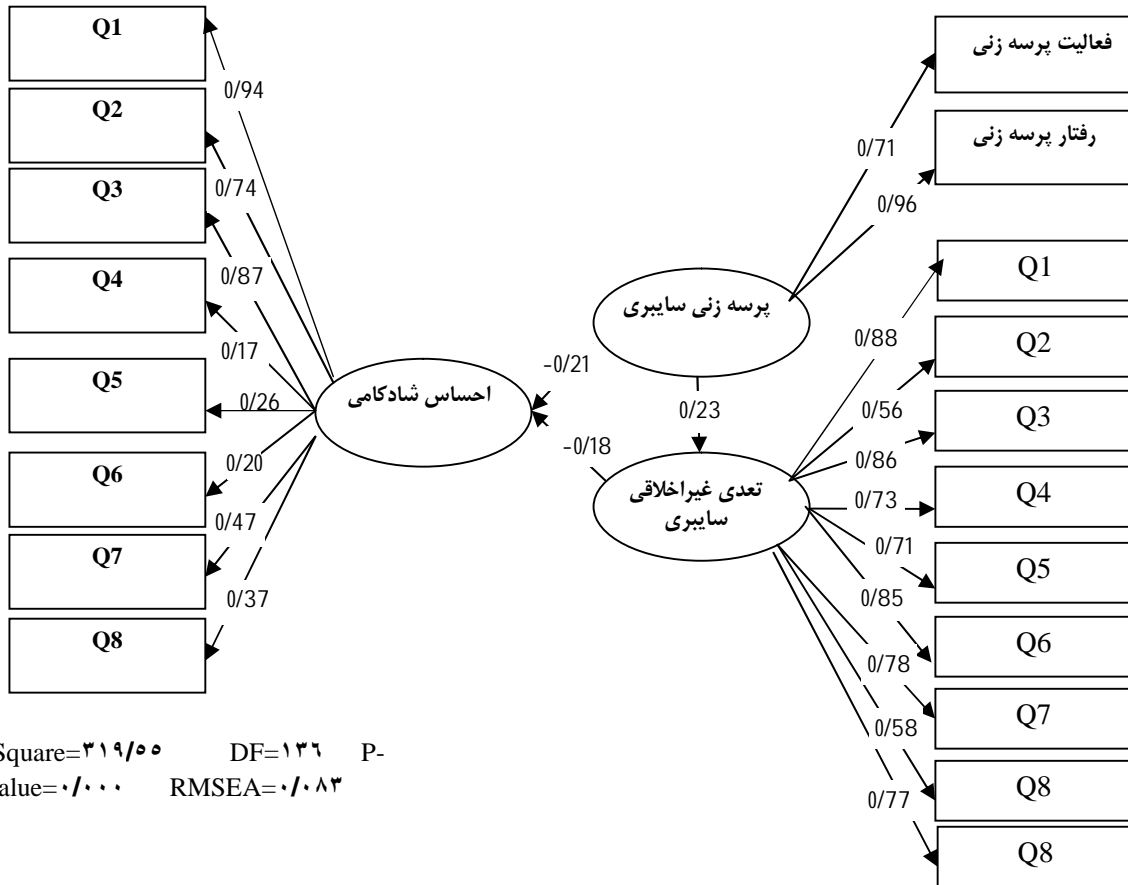 Q1
Q2
Q3
Q4
Q5
Q6
Q7
Q8
0/94
0/74
0/87
0/17
0/26
0/20
0/47
0/37
احساس شادکامی
-0/21
-0/18
پرسه زنی سایبری
0/23
تعدی غیراخلاقی
سایبری
0/71
0/96
فعالیت پرسه زنی
رفتار پرسه زنی
0/88
0/56
0/86
0/73
0/71
0/85
0/78
0/58
0/77
Q1
Q2
Q3
Q4
Q5
Q6
Q7
Q8
Q8
Square=۳۱۹/۵۵ DF=۱۳٦ P-
alue=۰/۰۰۰ RMSEA=۰/۰۸۳